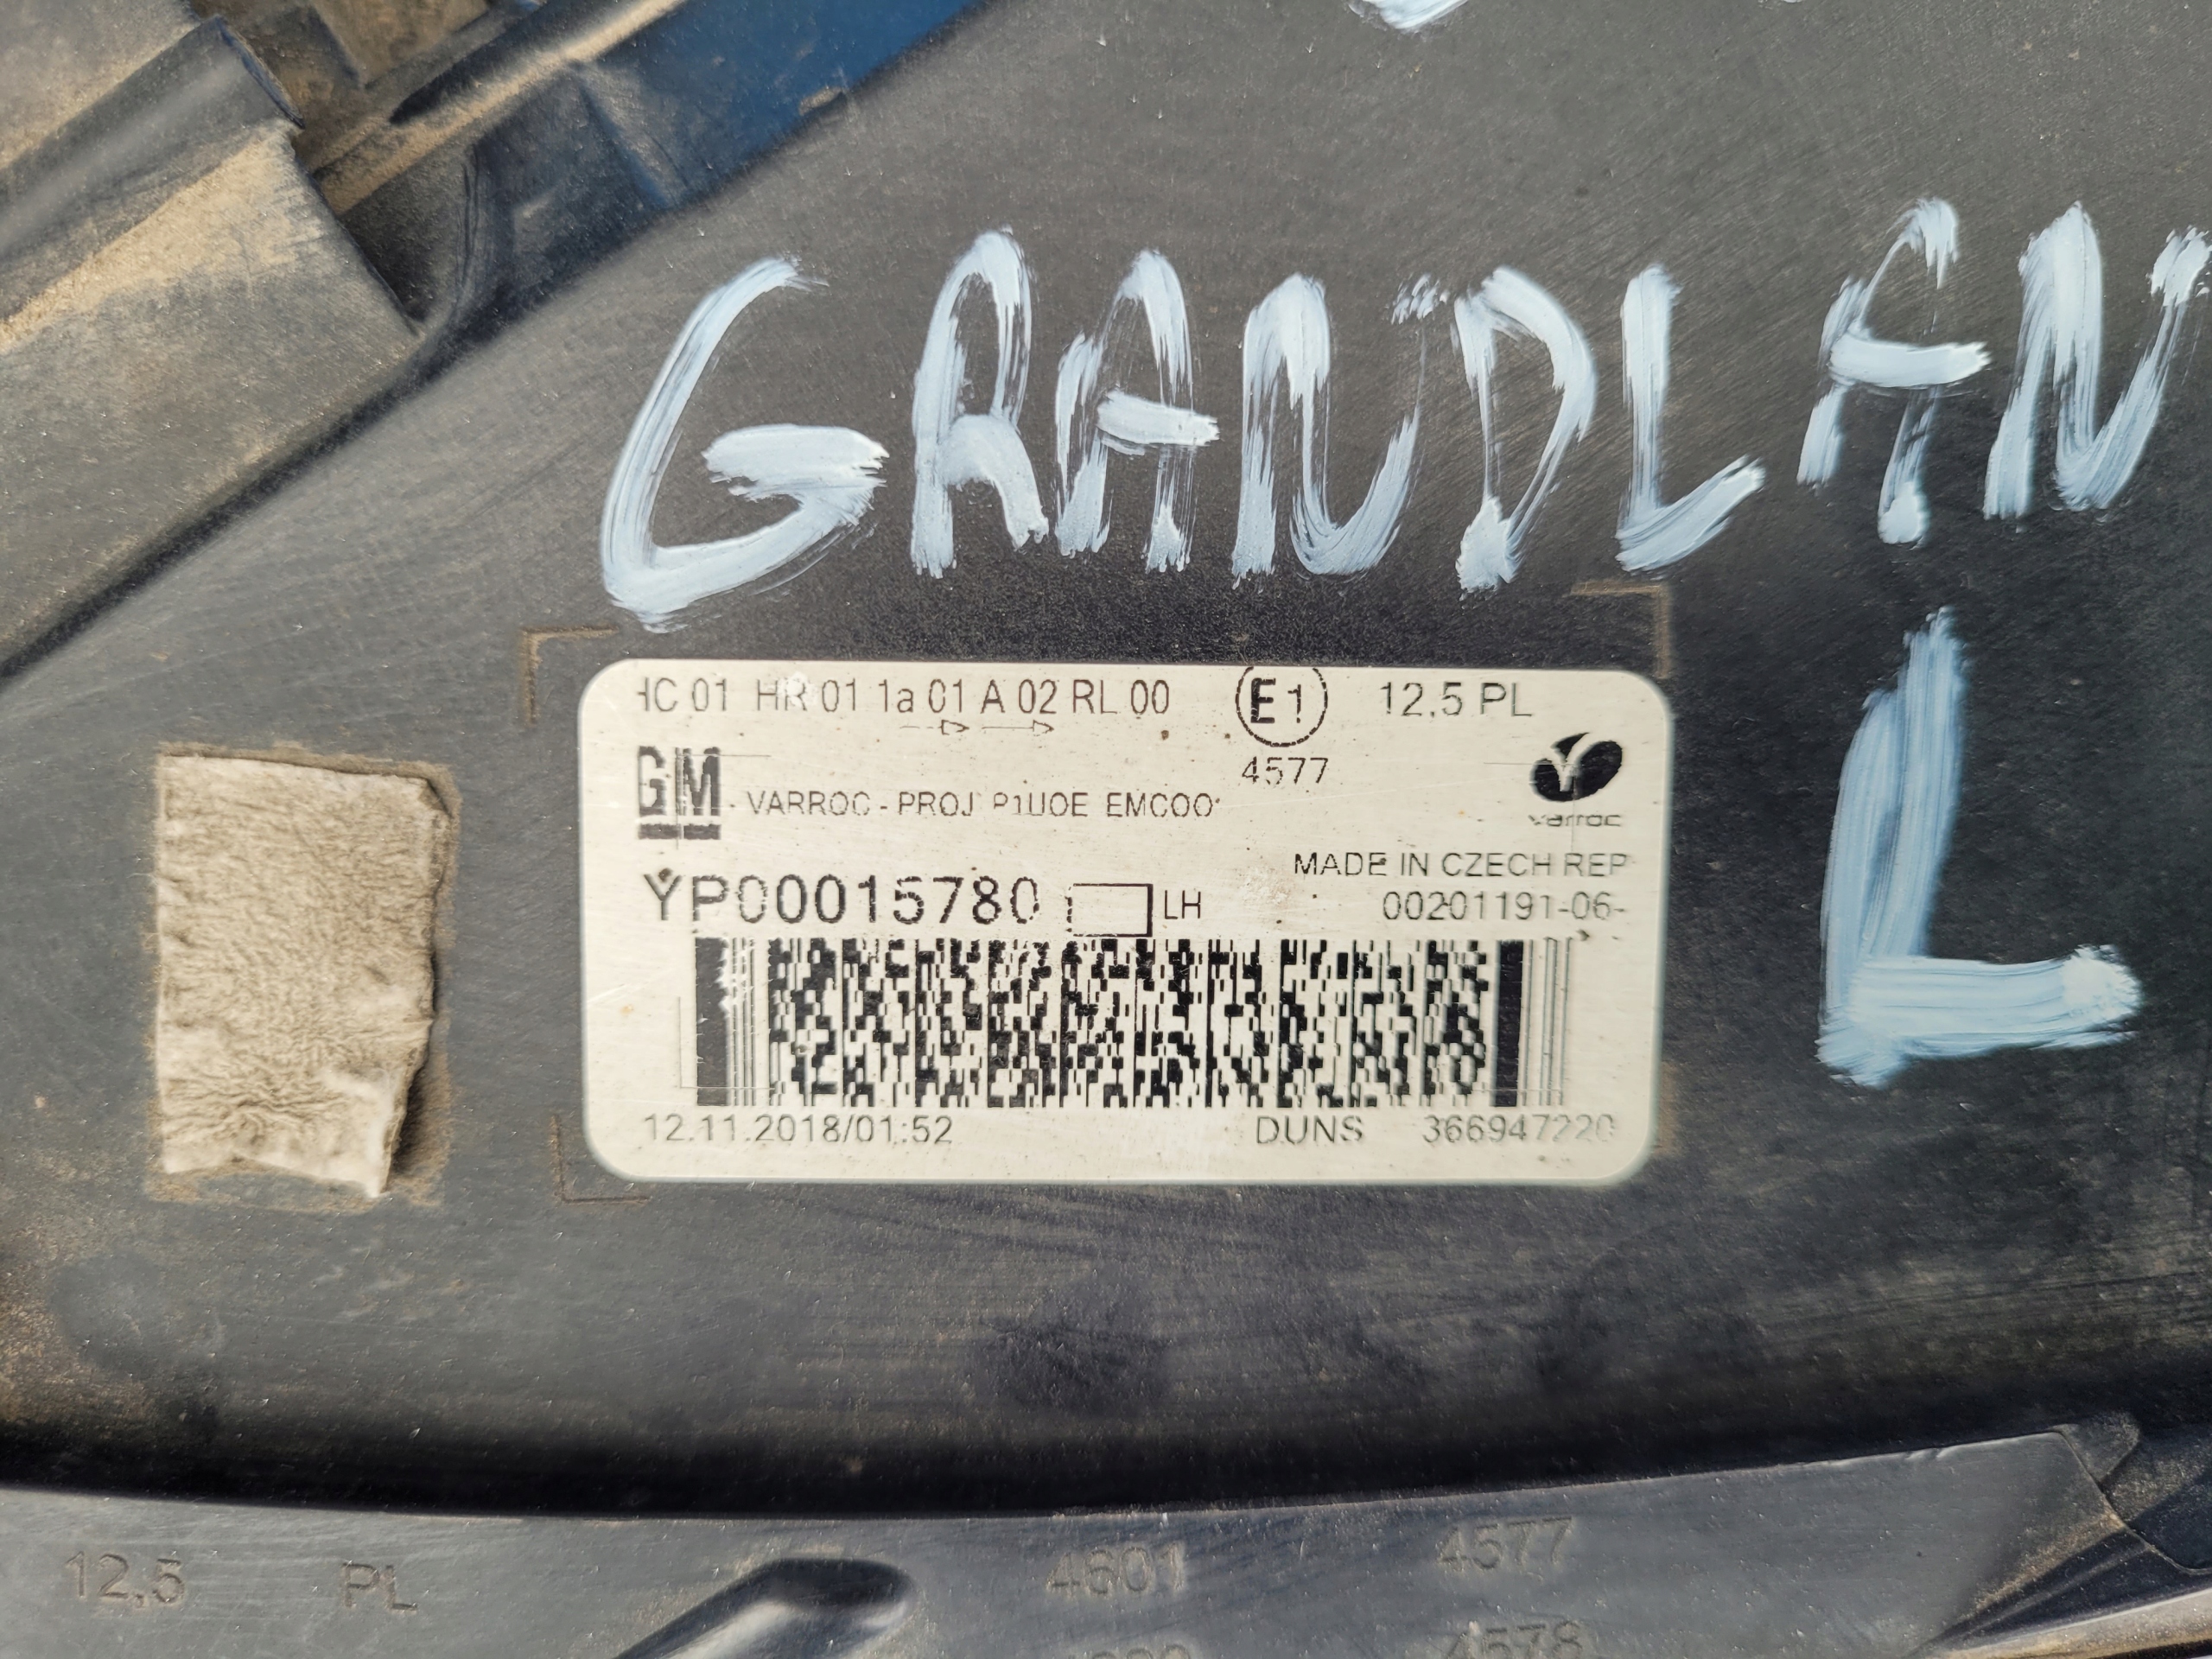 GRANDLAN
L
HC 01 HR 01 1a 01 A 02 RL 00 E1 12,5 PL
4577
GM VARROC - PROJ P1UOE EMC001
varroc
MADE IN CZECH REP
YP00015780 LH 00201191-06-
12.11.2018/01:52 DUNS 366947220
12,5 PL 4601 4577
4578